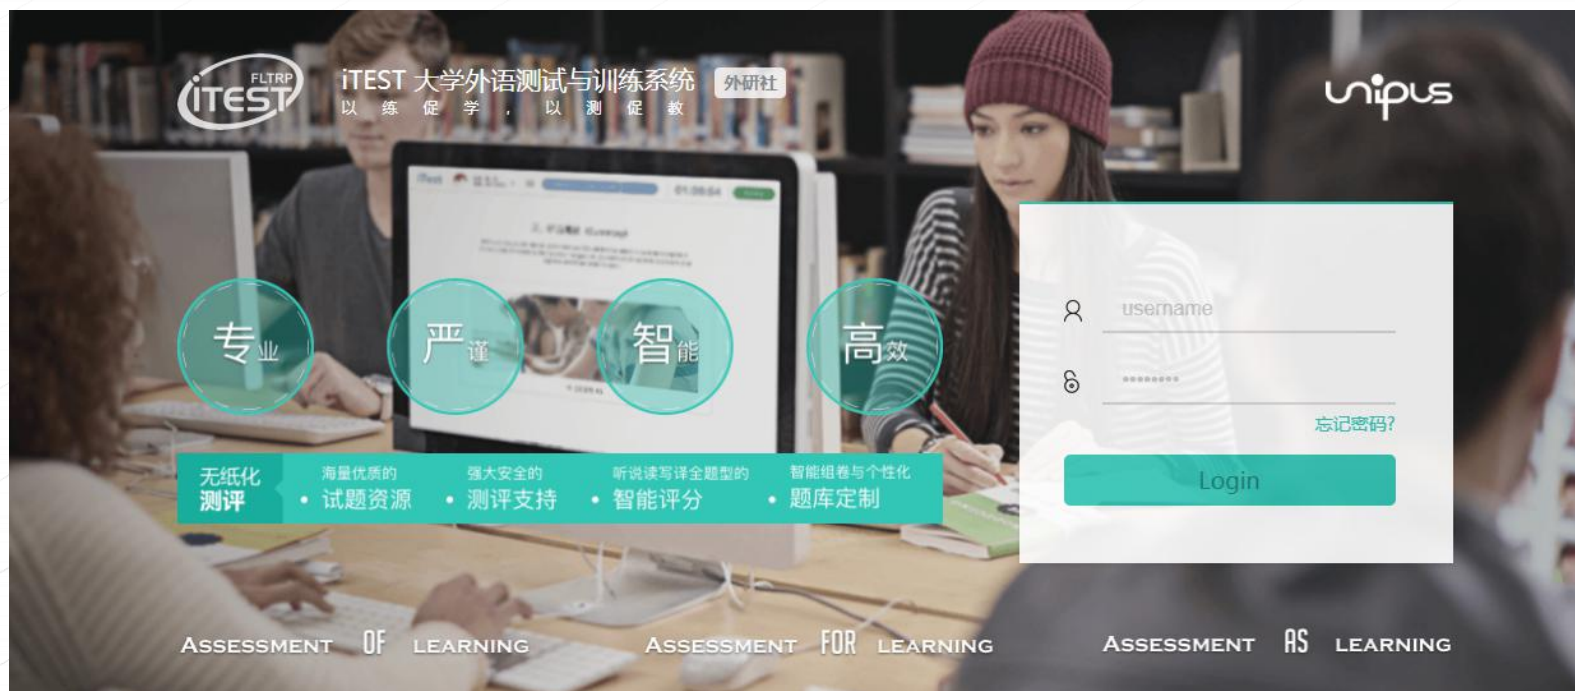 FLTRP
iTEST
iTEST 大学外语测试与训练系统 外研社
以练促学,以测促教
unipus
iTest
01:09:54
专业
严谨
智能
高效
username
忘记密码?
Login
无纸化
测评
海量优质的
• 试题资源
强大安全的
• 测评支持
听说读写译全题型的
• 智能评分
智能组卷与个性化
• 题库定制
ASSESSMENT OF LEARNING
ASSESSMENT FOR LEARNING
ASSESSMENT AS LEARNING